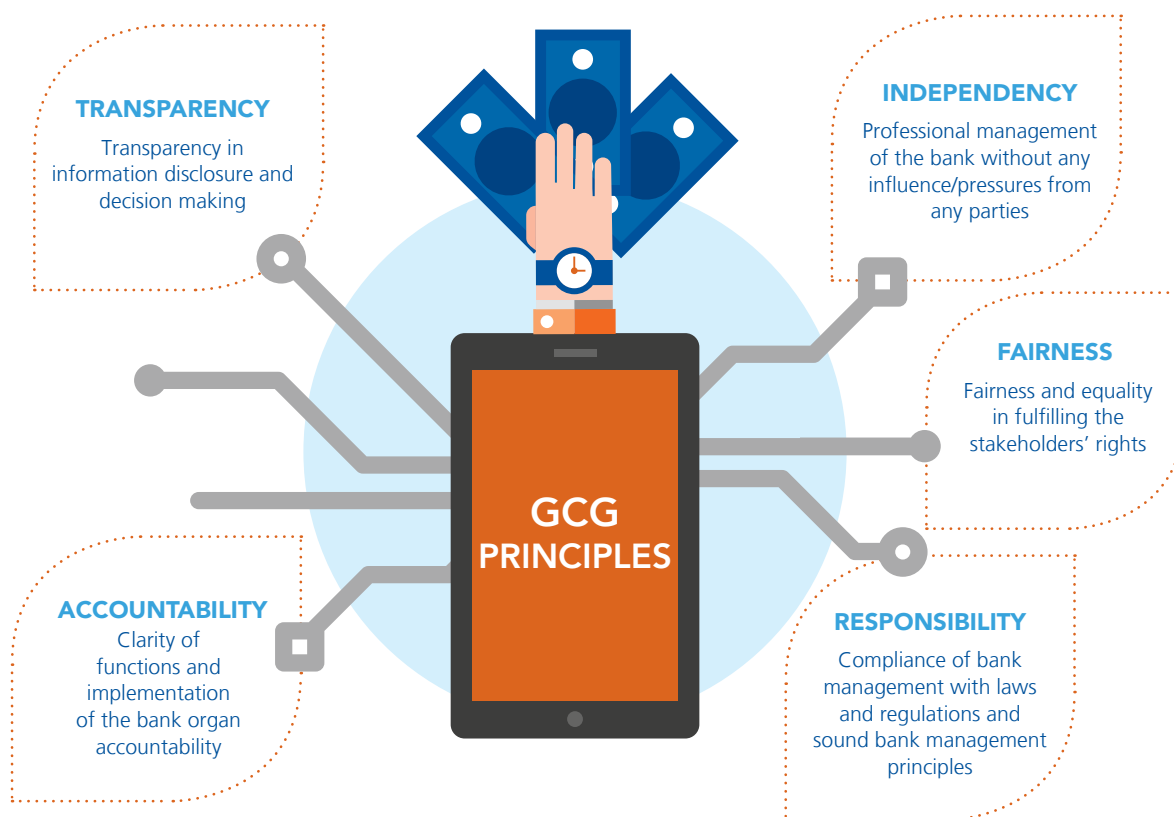 TRANSPARENCY
Transparency in
information disclosure and
decision making
INDEPENDENCY
Professional management
of the bank without any
influence/pressures from
any parties
FAIRNESS
Fairness and equality
in fulfilling the
stakeholders’ rights
GCG
PRINCIPLES
ACCOUNTABILITY
Clarity of
functions and
implementation
of the bank organ
accountability
RESPONSIBILITY
Compliance of bank
management with laws
and regulations and
sound bank management
principles